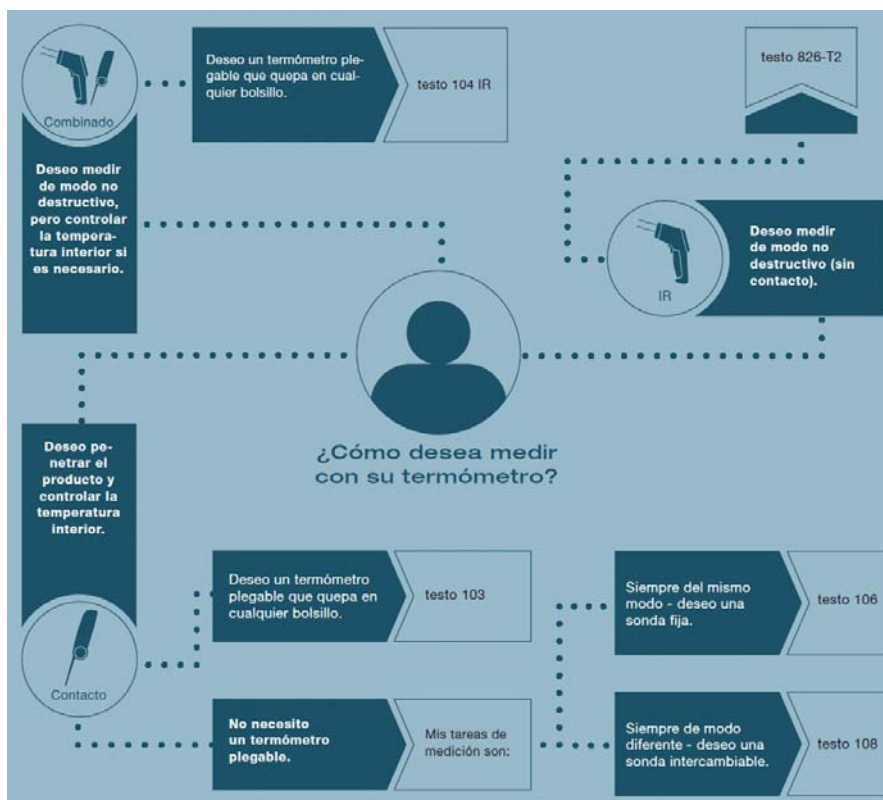 Combinado
Deseo medir
de modo no
destructivo,
pero controlar
la tempera-
tura interior si
es necesario.
Deseo un termómetro ple-
gable que quepa en cual-
quier bolsillo.
testo 104 IR
testo 826-T2
IR
Deseo medir
de modo no
destructivo (sin
contacto).
¿Cómo desea medir
con su termómetro?
Deseo pe-
netrar el
producto y
controlar la
temperatura
interior.
Contacto
Deseo un termómetro
plegable que quepa en
cualquier bolsillo.
testo 103
No necesito
un termómetro
plegable.
Mis tareas de
medición son:
Siempre del mismo
modo - deseo una
sonda fija.
testo 106
Siempre de modo
diferente - deseo una
sonda intercambiable.
testo 108